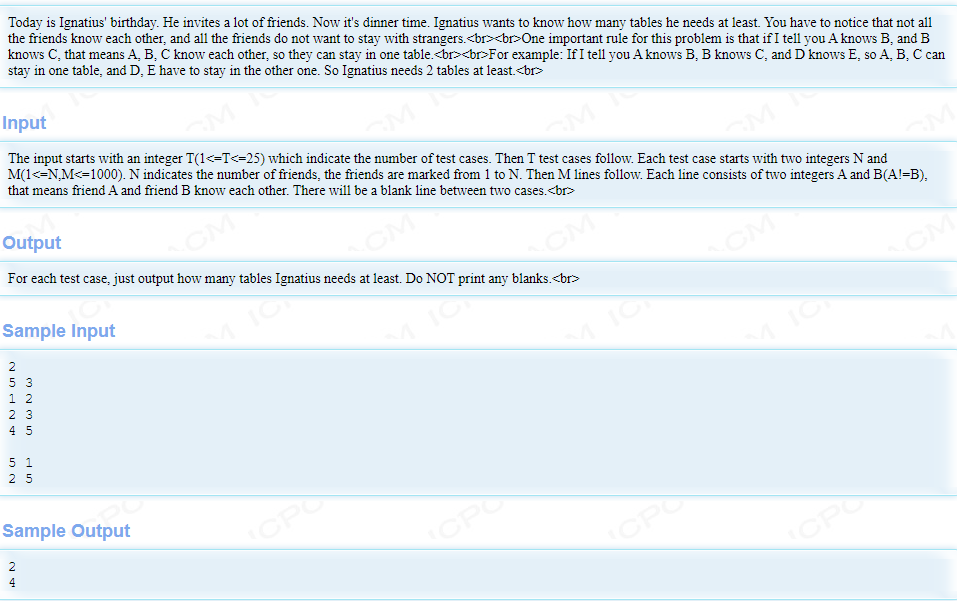 Today is Ignatius' birthday. He invites a lot of friends. Now it's dinner time. Ignatius wants to know how many tables he needs at least. You have to notice that not all
the friends know each other, and all the friends do not want to stay with strangers.<br><br>One important rule for this problem is that if I tell you A knows B, and B
knows C, that means A, B, C know each other, so they can stay in one table.<br><br>For example: If I tell you A knows B, B knows C, and D knows E, so A, B, C can
stay in one table, and D, E have to stay in the other one. So Ignatius needs 2 tables at least.<br>
Input
The input starts with an integer T(1<=T<=25) which indicate the number of test cases. Then T test cases follow. Each test case starts with two integers N and
M(1<=N,M<=1000). N indicates the number of friends, the friends are marked from 1 to N. Then M lines follow. Each line consists of two integers A and B(A!=B),
that means friend A and friend B know each other. There will be a blank line between two cases.<br>
Output
For each test case, just output how many tables Ignatius needs at least. Do NOT print any blanks.<br>
Sample Input
2
5 3
1 2
2 3
4 5

5 1
2 5
Sample Output
2
4